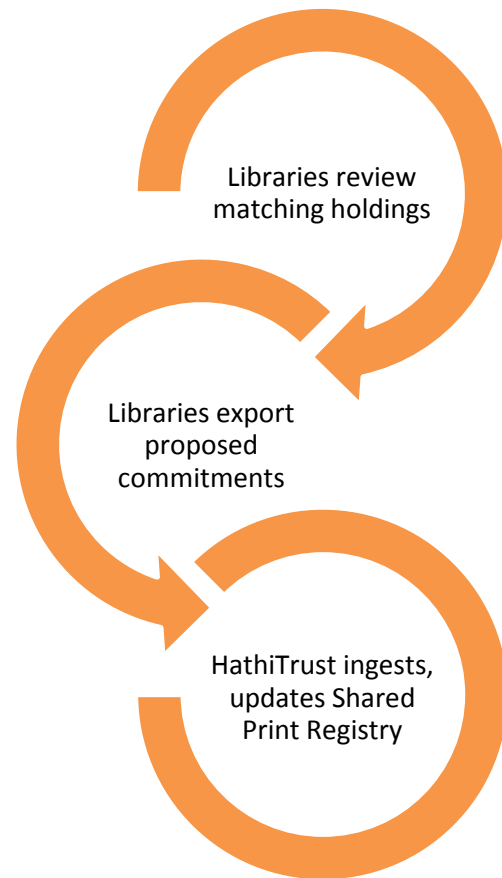 Libraries review
matching holdings
Libraries export
proposed
commitments
HathiTrust ingests,
updates Shared
Print Registry